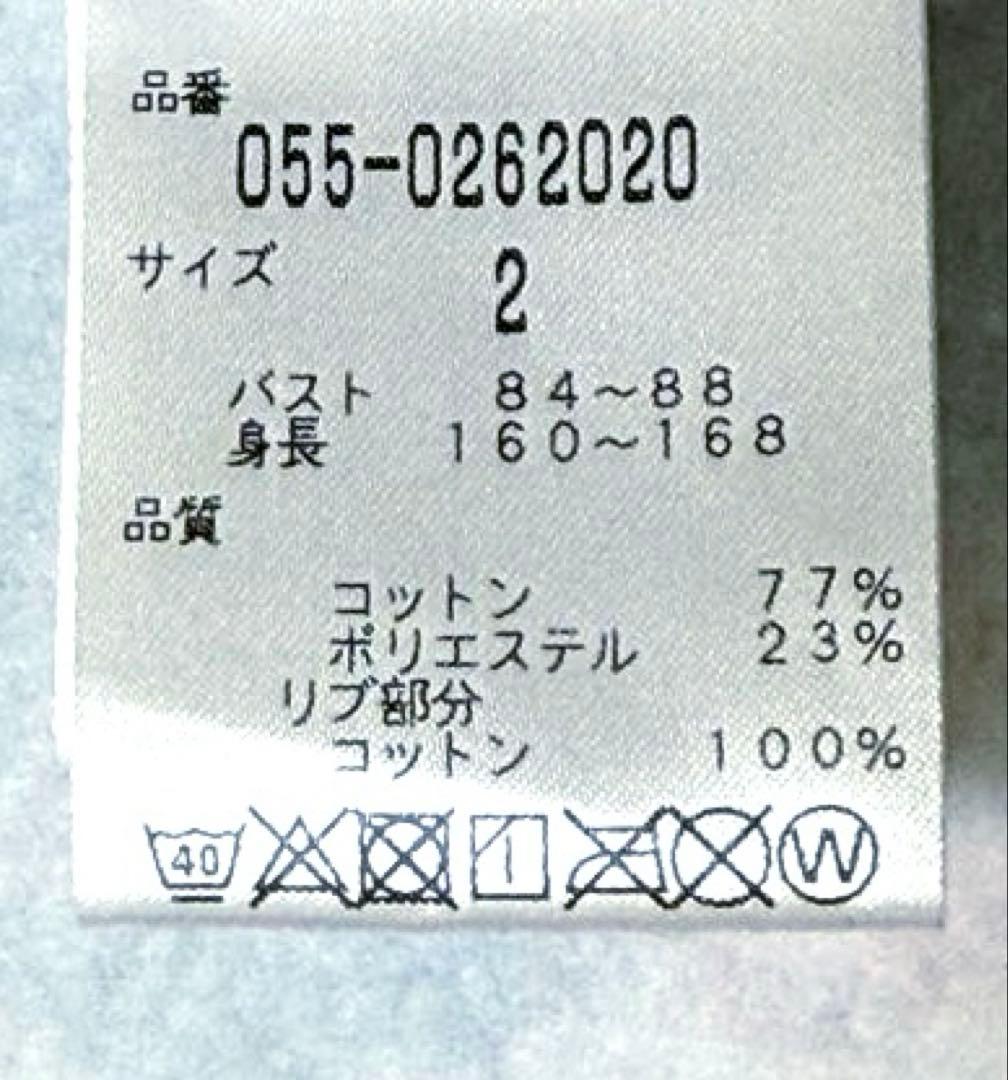 品番
055-0262020
サイズ 2
バスト 84~88
身長 160~168
品質
コットン 77%
ポリエステル 23%
リブ部分
コットン 100%
40 W